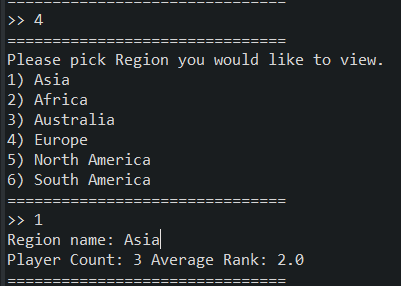 ===============================
>> 4
===============================
Please pick Region you would like to view.
1) Asia
2) Africa
3) Australia
4) Europe
5) North America
6) South America
===============================
>> 1
Region name: Asia
Player Count: 3 Average Rank: 2.0
===============================